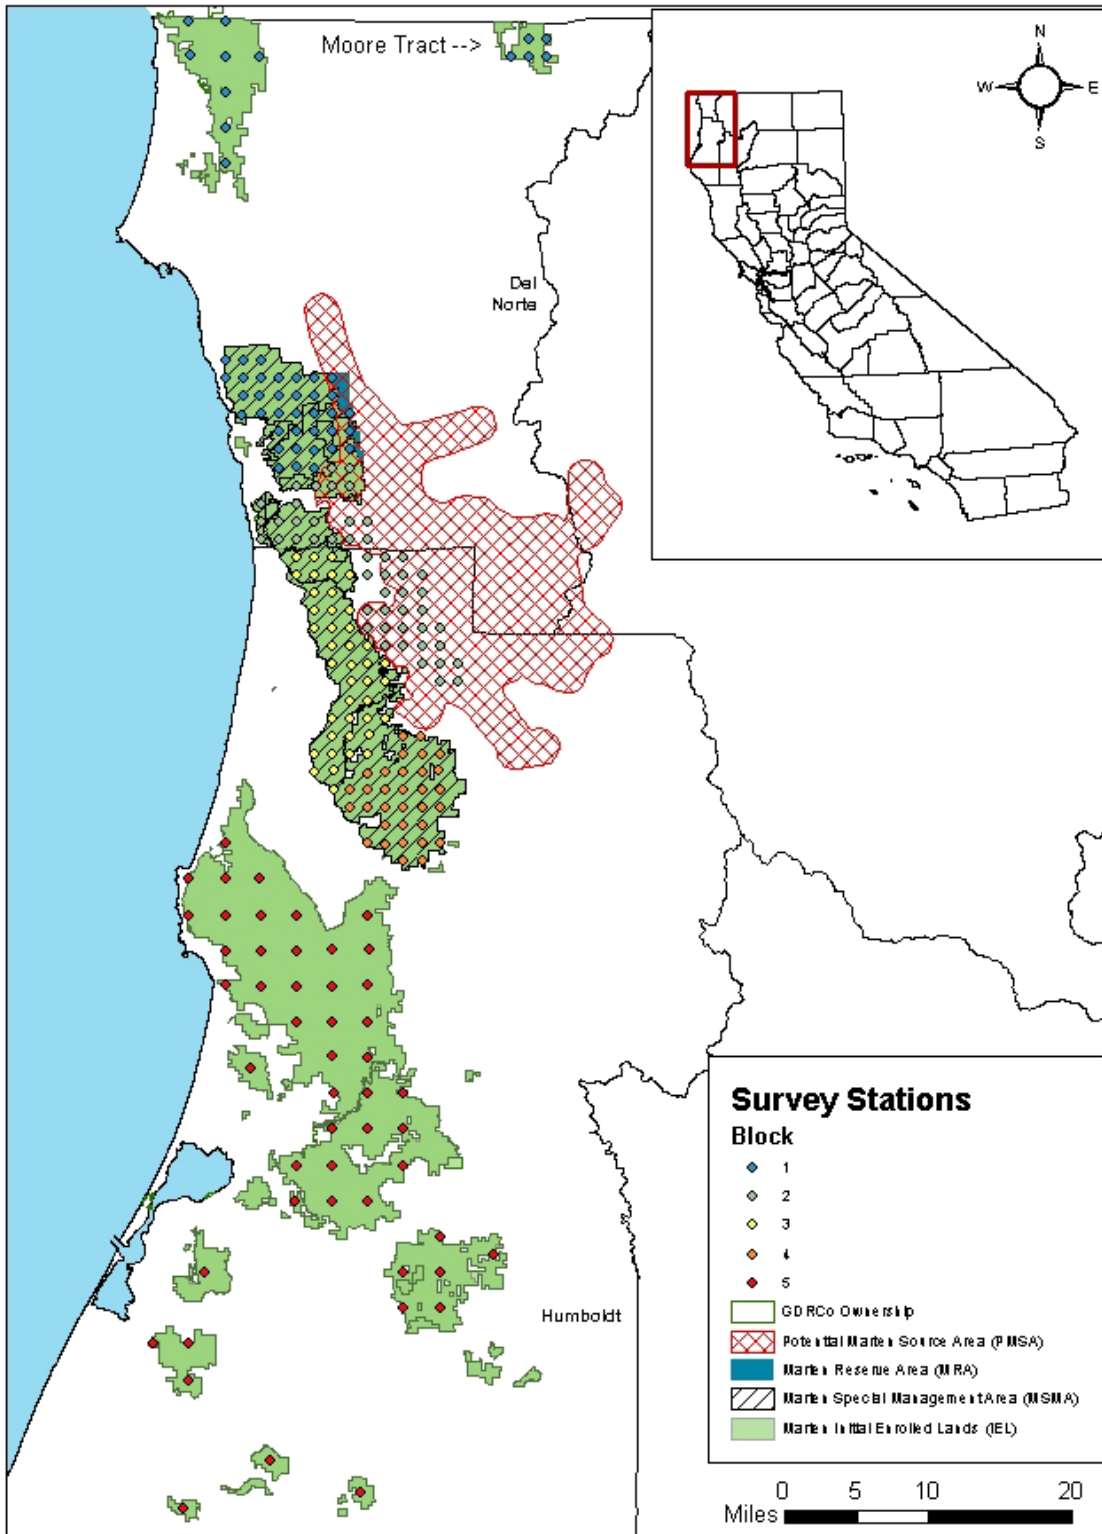 Moore Tract -->
N
W
E
S
Del
Norte
Humboldt
Survey Stations
Block
1
2
3
4
5
GDRCo Ownership
Potential Marten Source Area (PMSA)
Marten Reserve Area (MRA)
Marten Special Management Area (MSMA)
Marten Initial Enrolled Lands (IEL)
0 5 10 20
Miles